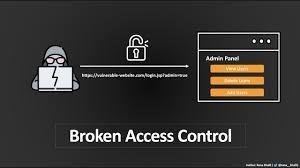 https://vulnerable-website.com/login.jsp?admin=true
Admin Panel
View Users
Delete Users
Add Users
Broken Access Control